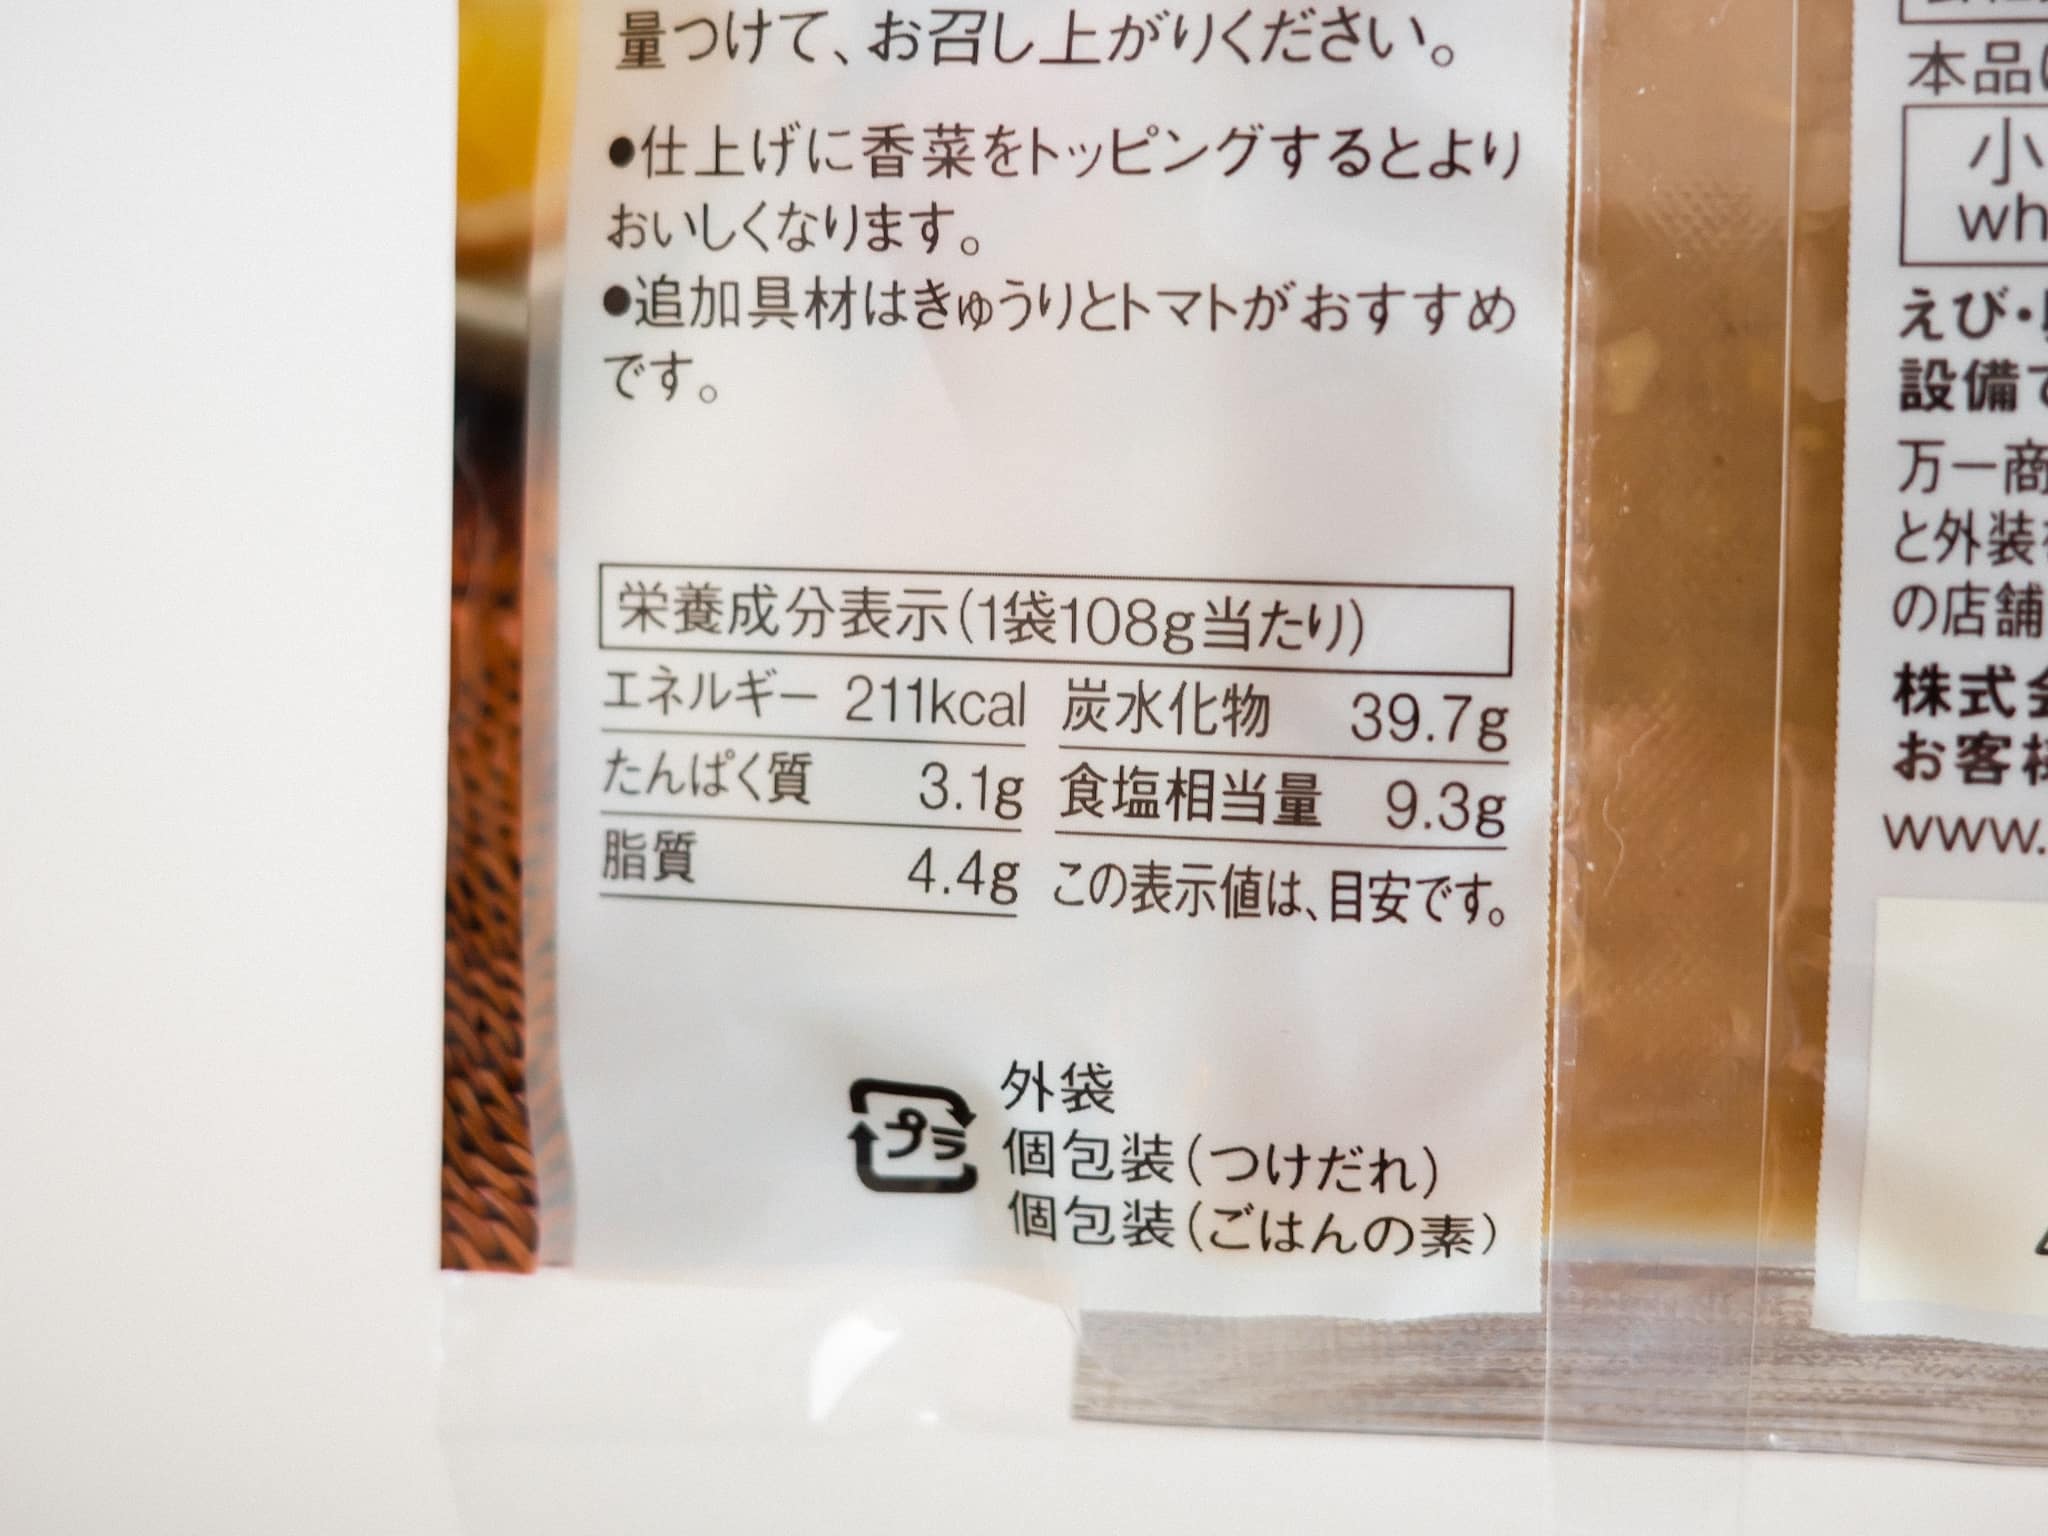 量つけて、お召し上がりください。
●仕上げに香菜をトッピングするとより
おいしくなります。
●追加具材はきゅうりとトマトがおすすめ
です。
栄養成分表示(1袋108g当たり)
エネルギー 211kcal 炭水化物 39.7g
たんぱく質 3.1g 食塩相当量 9.3g
脂質 4.4g この表示値は、目安です。
プラ
外袋
個包装(つけだれ)
個包装(ごはんの素)
本品
小
wh
えび・
設備で
万一商
と外装
の店舗
株式会
お客様
www.